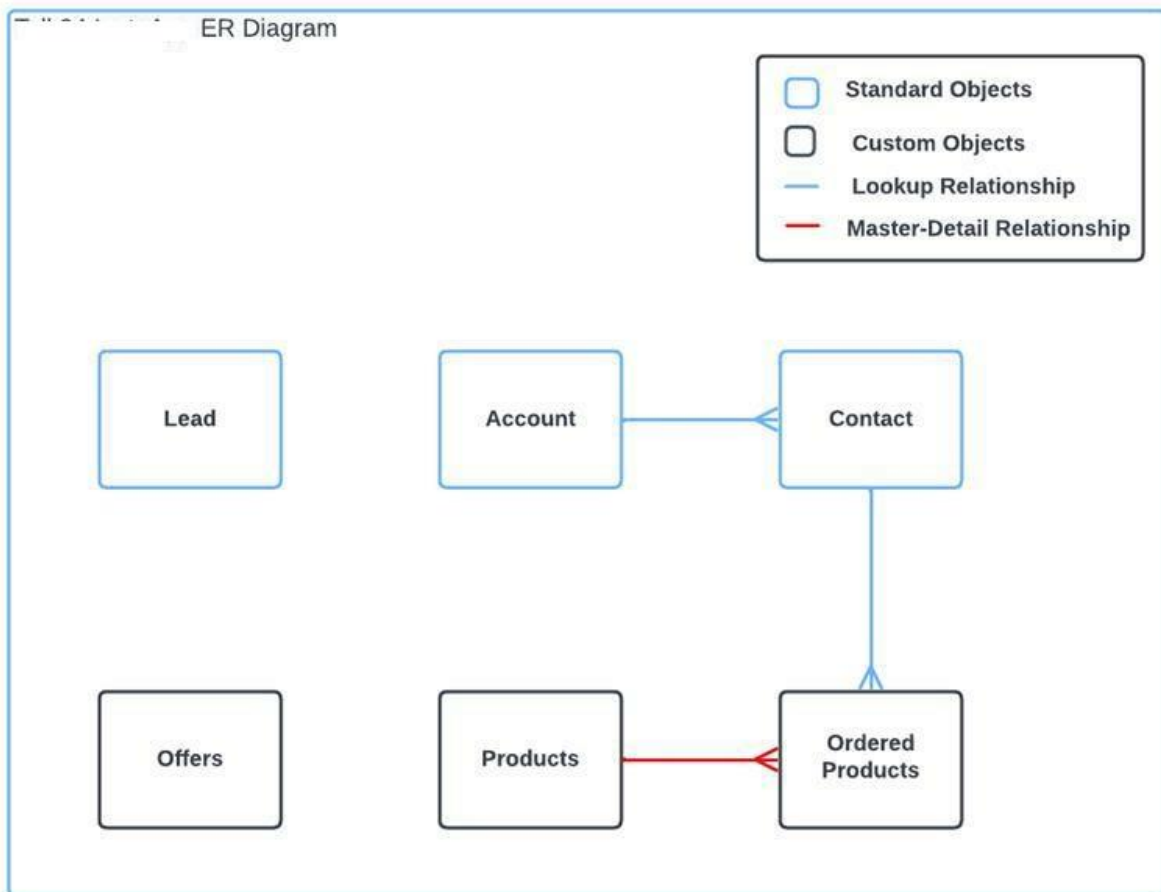 ER Diagram
Standard Objects
Custom Objects
Lookup Relationship
Master-Detail Relationship
Lead
Account
Contact
Offers
Products
Ordered
Products